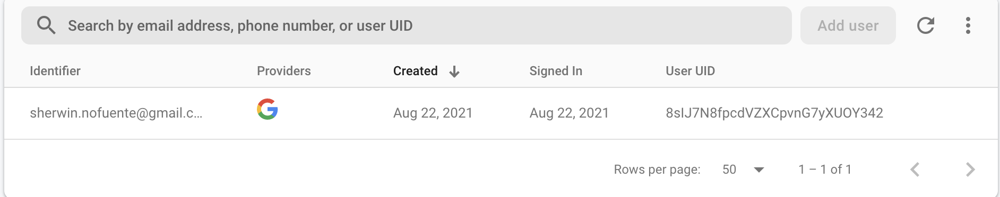 Search by email address, phone number, or user UID Add user
Identifier Providers Created Signed In User UID
sherwin.nofuente@gmail.c... Aug 22, 2021 Aug 22, 2021 8sIJ7N8fpcdVZXCpvnG7yXUOY342
Rows per page: 50 1 – 1 of 1